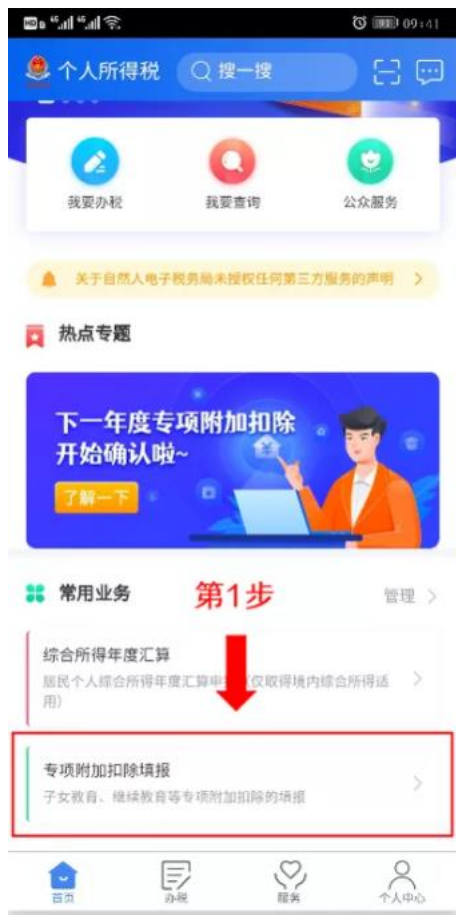 09:41
个人所得税 搜一搜
我要办税 我要查询 公众服务
关于自然人电子税务局未授权任何第三方服务的声明
热点专题
下一年度专项附加扣除
开始确认啦~
了解一下
常用业务 第1步 管理
综合所得年度汇算
居民个人综合所得年度汇算申 (仅取得境内综合所得适
用)
专项附加扣除填报
子女教育、继续教育等专项附加扣除的填报
首页 办税 服务 个人中心